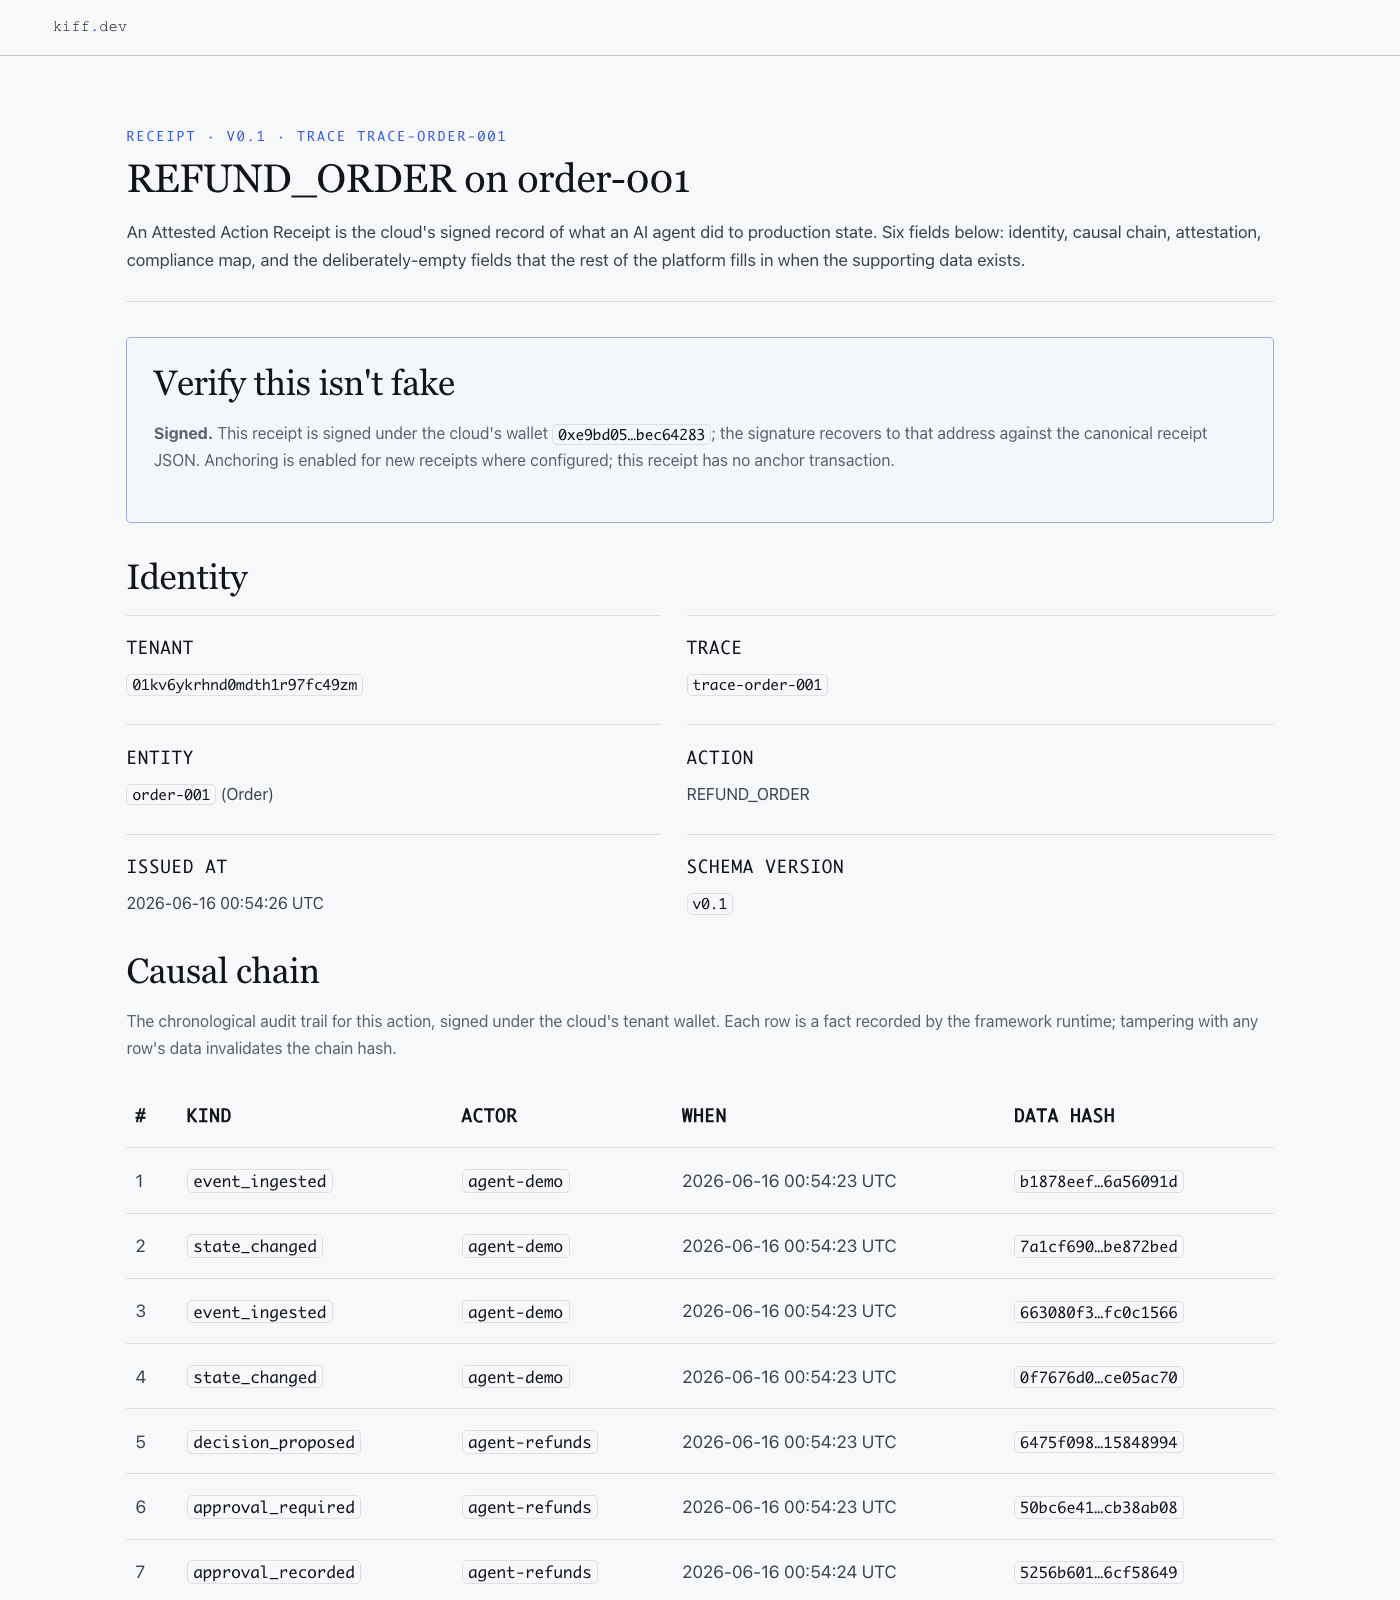 kiff.dev
RECEIPT · V0.1 · TRACE TRACE-ORDER-001
REFUND_ORDER on order-001
An Attested Action Receipt is the cloud's signed record of what an AI agent did to production state. Six fields below: identity, causal chain, attestation,
compliance map, and the deliberately-empty fields that the rest of the platform fills in when the supporting data exists.
Verify this isn't fake
Signed. This receipt is signed under the cloud's wallet 0xe9bd05…bec64283; the signature recovers to that address against the canonical receipt
JSON. Anchoring is enabled for new receipts where configured; this receipt has no anchor transaction.
Identity
TENANT TRACE
01kv6ykrhnd0mdth1r97fc49zm trace-order-001
ENTITY ACTION
order-001 (Order) REFUND_ORDER
ISSUED AT SCHEMA VERSION
2026-06-16 00:54:26 UTC v0.1
Causal chain
The chronological audit trail for this action, signed under the cloud's tenant wallet. Each row is a fact recorded by the framework runtime; tampering with any
row's data invalidates the chain hash.
# KIND ACTOR WHEN DATA HASH
1 event_ingested agent-demo 2026-06-16 00:54:23 UTC b1878eef…6a56091d
2 state_changed agent-demo 2026-06-16 00:54:23 UTC 7a1cf690…be872bed
3 event_ingested agent-demo 2026-06-16 00:54:23 UTC 663080f3…fc0c1566
4 state_changed agent-demo 2026-06-16 00:54:23 UTC 0f7676d0…ce05ac70
5 decision_proposed agent-refunds 2026-06-16 00:54:23 UTC 6475f098…15848994
6 approval_required agent-refunds 2026-06-16 00:54:23 UTC 50bc6e41…cb38ab08
7 approval_recorded agent-refunds 2026-06-16 00:54:24 UTC 5256b601…6cf58649